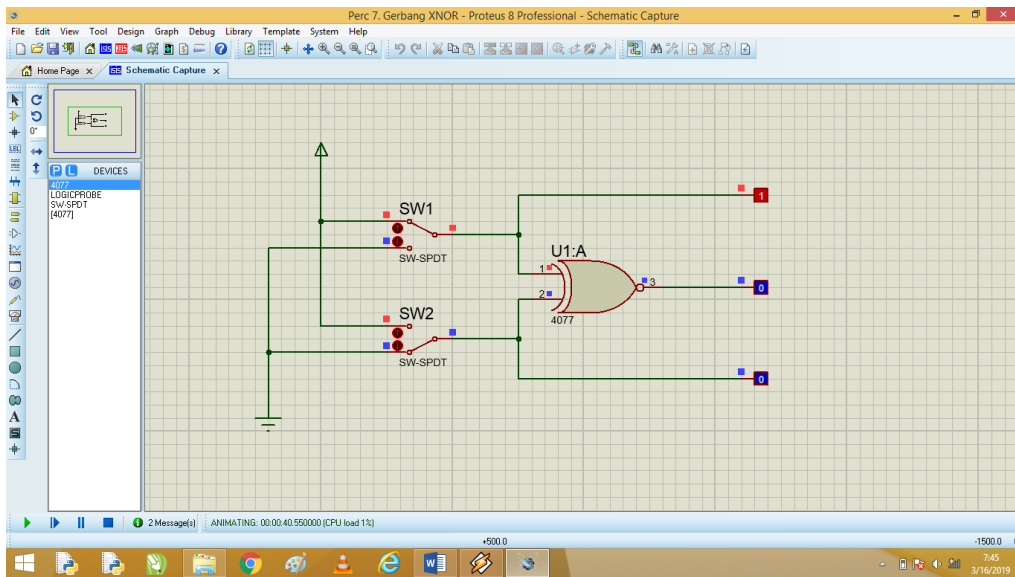 Perc 7. Gerbang XNOR - Proteus 8 Professional - Schematic Capture
File Edit View Tool Design Graph Debug Library Template System Help
Home Page x
ISIS Schematic Capture x
0°
P L DEVICES
4077
LOGICPROBE
SW-SPDT
[4077]
SW1
SW-SPDT
SW2
SW-SPDT
U1:A
1
2
3
4077
1
0
0
2 Message(s)
ANIMATING: 00:00:40.550000 (CPU load 1%)
+500.0
-1500.0
7:45
3/16/2019